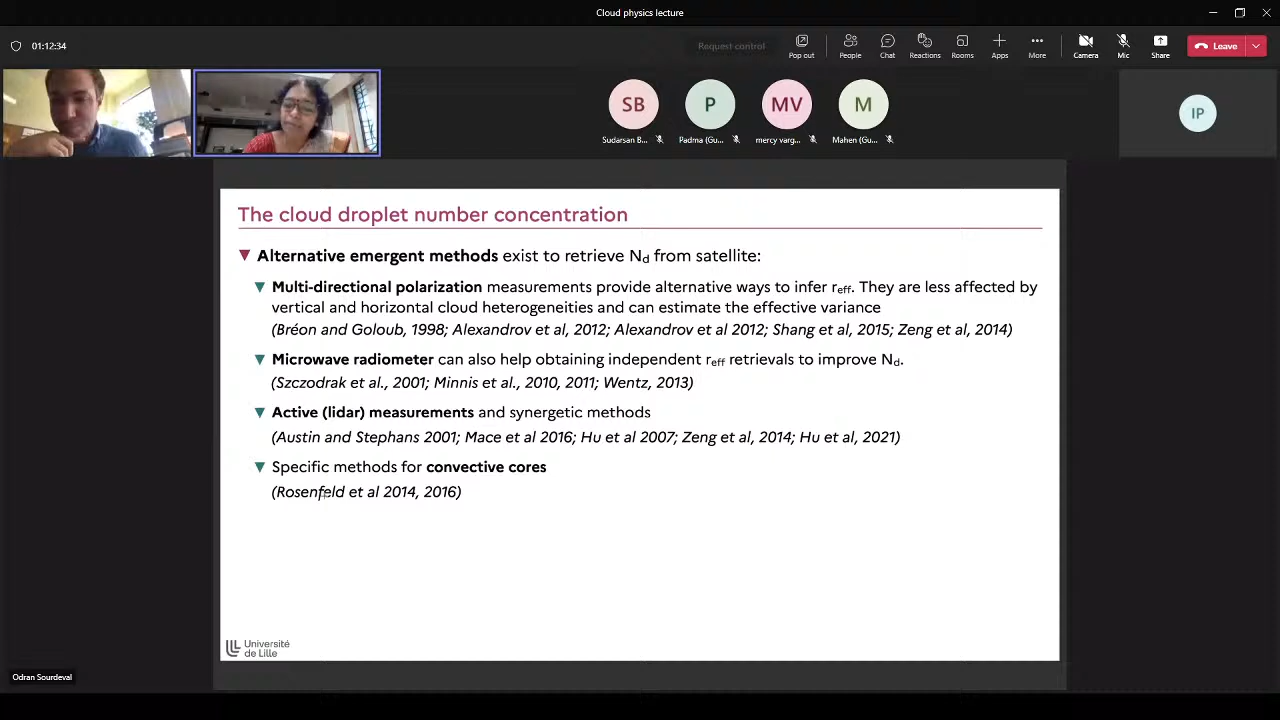 Cloud physics lecture
01:12:34
Request control
Pop out
People
Chat
Reactions
Rooms
Apps
More
Camera
Mic
Share
Leave
SB
P
MV
M
IP
Sudarsan B...
Padma (Gu...
mercy varg...
Mahen (Gu...
The cloud droplet number concentration
Alternative emergent methods exist to retrieve Nd from satellite:
Multi-directional polarization measurements provide alternative ways to infer reff. They are less affected by
vertical and horizontal cloud heterogeneities and can estimate the effective variance
(Bréon and Goloub, 1998; Alexandrov et al, 2012; Alexandrov et al 2012; Shang et al, 2015; Zeng et al, 2014)
Microwave radiometer can also help obtaining independent reff retrievals to improve Nd.
(Szczodrak et al., 2001; Minnis et al., 2010, 2011; Wentz, 2013)
Active (lidar) measurements and synergetic methods
(Austin and Stephans 2001; Mace et al 2016; Hu et al 2007; Zeng et al, 2014; Hu et al, 2021)
Specific methods for convective cores
(Rosenfeld et al 2014, 2016)
Université
de Lille
Odran Sourdeval